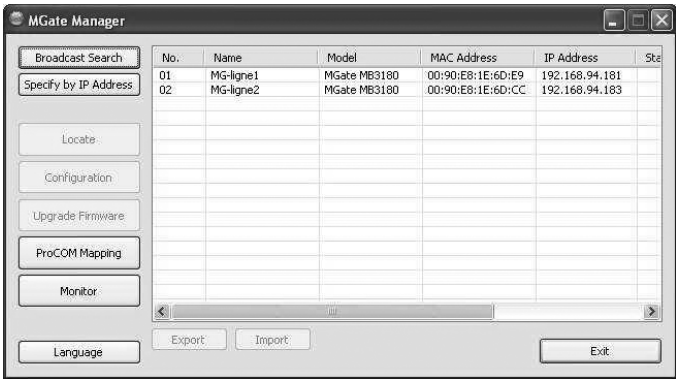 MGate Manager
Broadcast Search
Specify by IP Address
Locate
Configuration
Upgrade Firmware
ProCOM Mapping
Monitor
Language
No. Name Model MAC Address IP Address Sta
01 MG-ligne1 MGate MB3180 00:90:E8:1E:6D:E9 192.168.94.181
02 MG-ligne2 MGate MB3180 00:90:E8:1E:6D:CC 192.168.94.183
Export Import
Exit